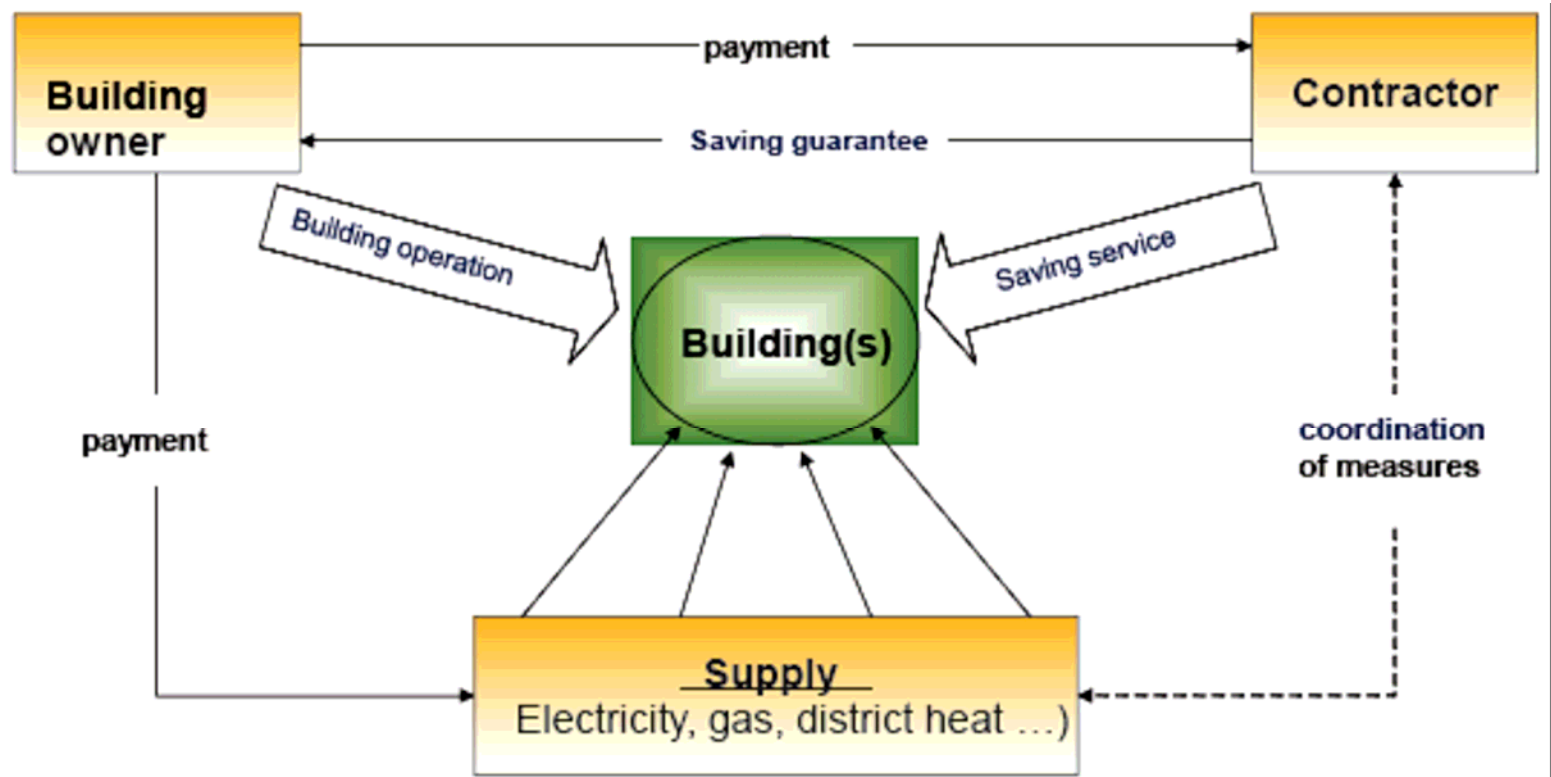 Building
owner
payment
Contractor
Saving guarantee
Building operation
Saving service
Building(s)
payment
coordination
of measures
Supply
Electricity, gas, district heat ...)